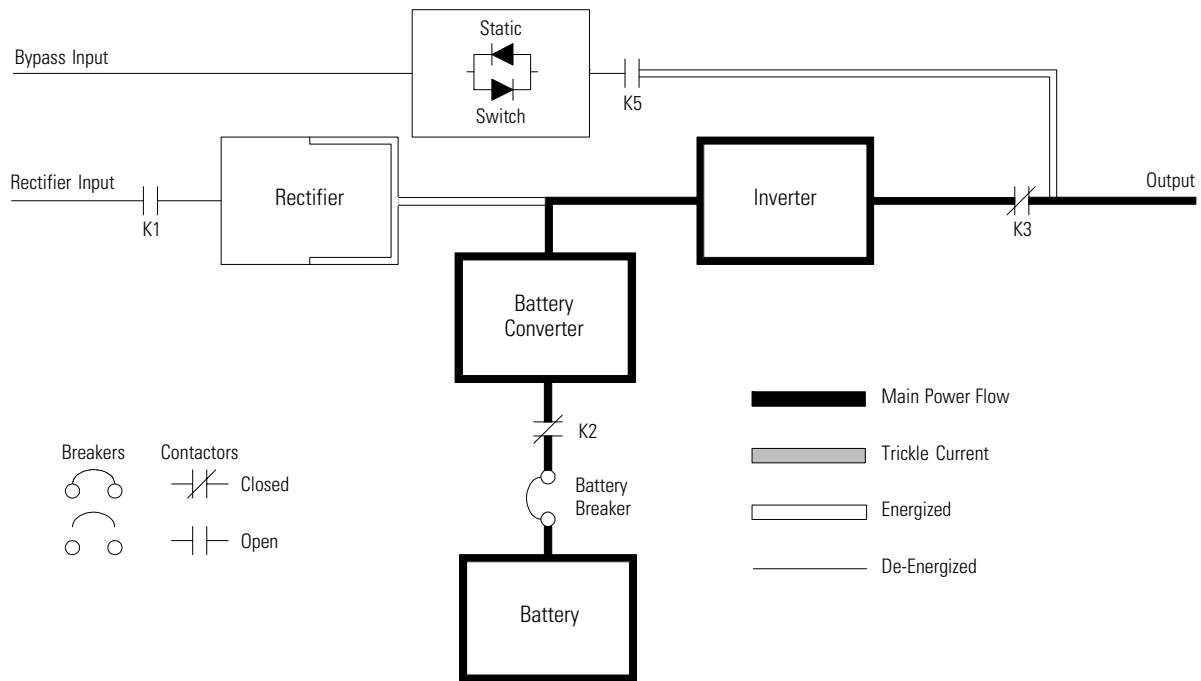 Bypass Input
Static
Switch
K5
Rectifier Input
K1
Rectifier
Inverter
K3
Output
Battery
Converter
K2
Battery
Breaker
Battery
Breakers
Contactors
Closed
Open
Main Power Flow
Trickle Current
Energized
De-Energized